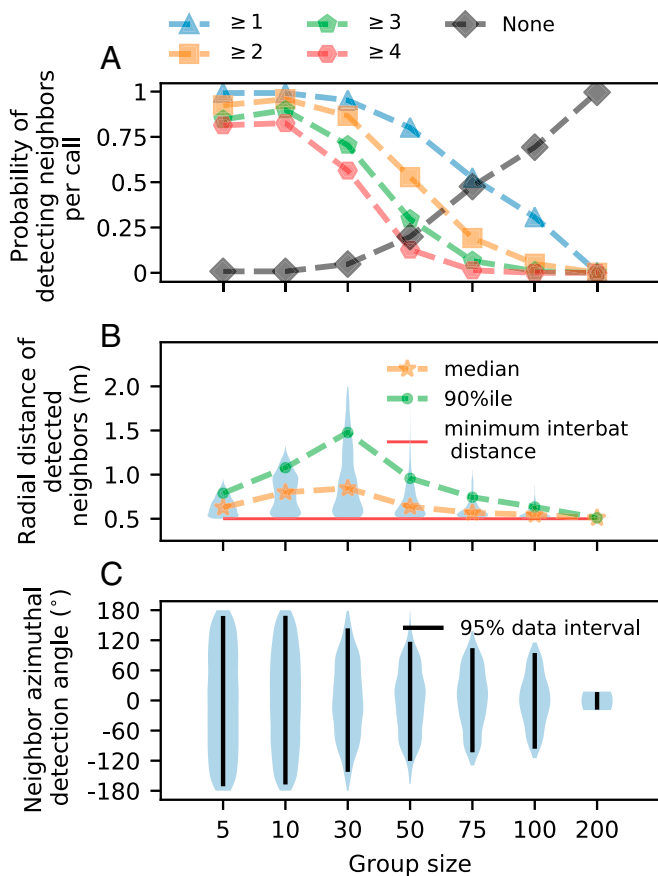 ≥ 1
≥ 3
None
≥ 2
≥ 4
A
Probability of
detecting neighbors
per call
1
0.75
0.5
0.25
0
B
Radial distance of
detected
neighbors (m)
2.0
1.5
1.0
0.5
median
90%ile
minimum interbat
distance
C
Neighbor azimuthal
detection angle (°)
180
120
60
0
-60
-120
-180
95% data interval
5 10 30 50 75 100 200
Group size